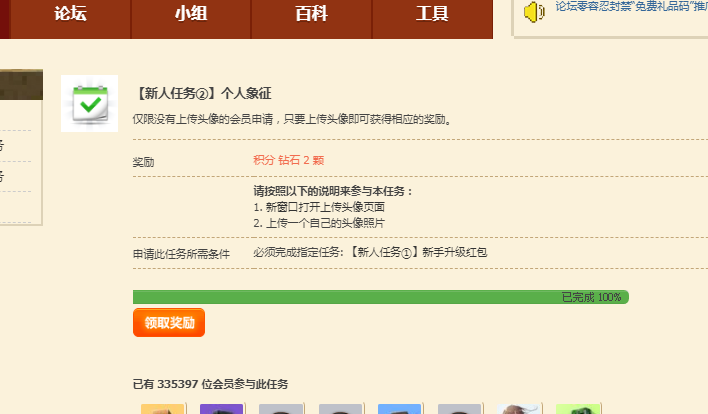 论坛 小组 百科 工具
论坛零容忍封禁"免费礼品码"推广
【新人任务②】个人象征
仅限没有上传头像的会员申请，只要上传头像即可获得相应的奖励。
务
奖励 积分 钻石 2 颗
务
请按照以下的说明来参与本任务：
1. 新窗口打开上传头像页面
2. 上传一个自己的头像照片
申请此任务所需条件 必须完成指定任务: 【新人任务①】新手升级红包
已完成 100%
领取奖励
已有 335397 位会员参与此任务